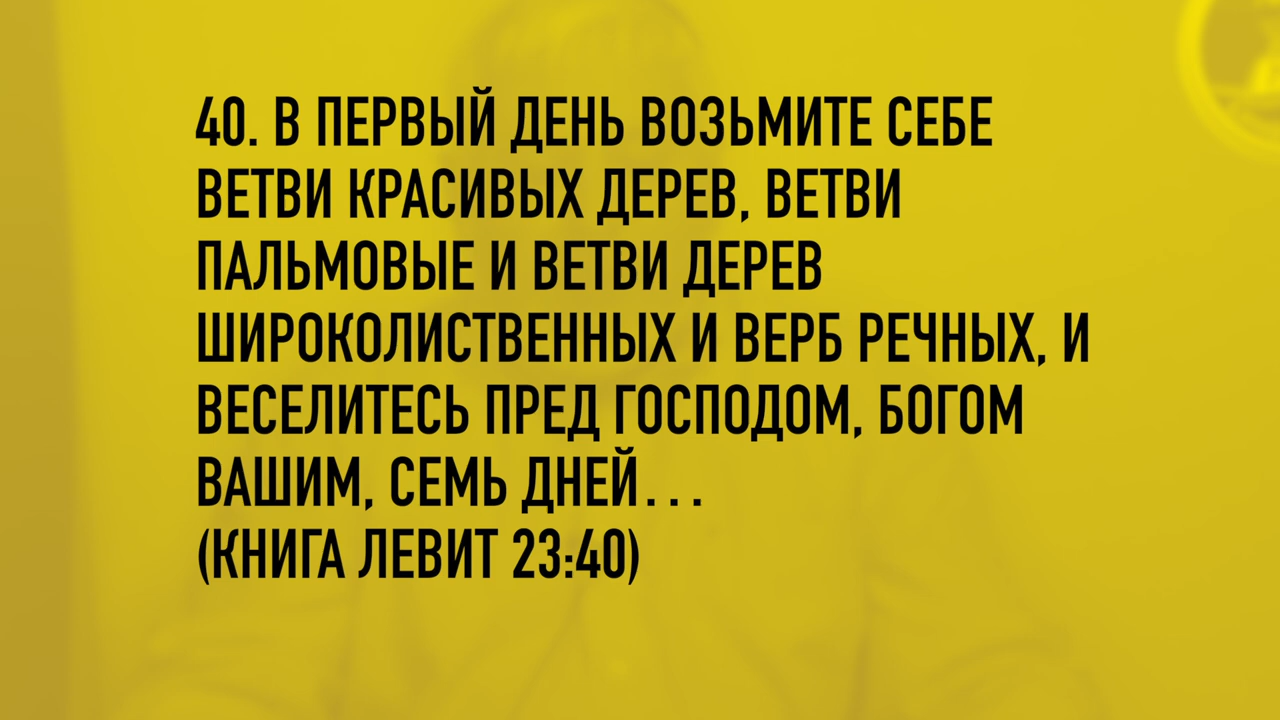 40. В ПЕРВЫЙ ДЕНЬ ВОЗЬМИТЕ СЕБЕ
ВЕТВИ КРАСИВЫХ ДЕРЕВ, ВЕТВИ
ПАЛЬМОВЫЕ И ВЕТВИ ДЕРЕВ
ШИРОКОЛИСТВЕННЫХ И ВЕРБ РЕЧНЫХ, И
ВЕСЕЛИТЕСЬ ПРЕД ГОСПОДОМ, БОГОМ
ВАШИМ, СЕМЬ ДНЕЙ...
(КНИГА ЛЕВИТ 23:40)